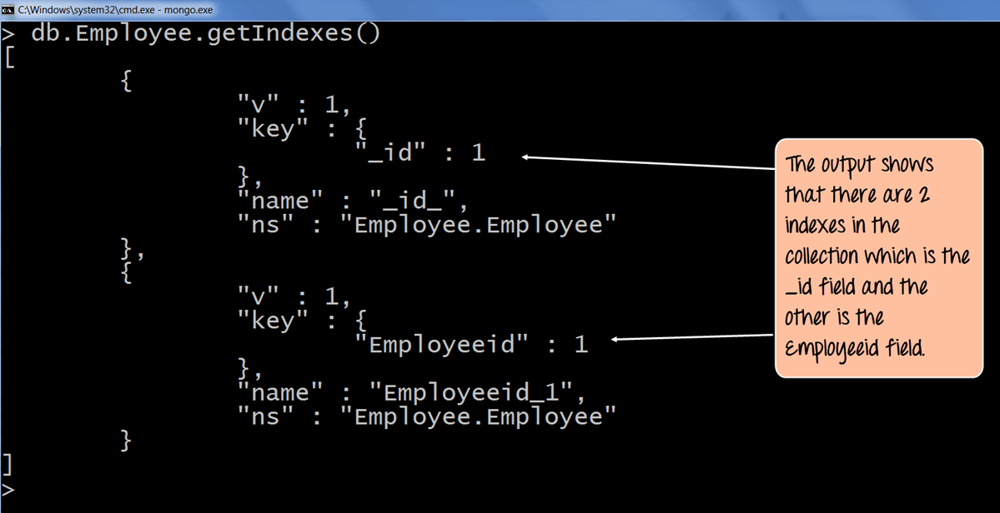 C:\Windows\system32\cmd.exe - mongo.exe
> db.Employee.getIndexes()
[
{
"v" : 1,
"key" : {
"_id" : 1
},
"name" : "_id_",
"ns" : "Employee.Employee"
},
{
"v" : 1,
"key" : {
"Employeeid" : 1
},
"name" : "Employeeid_1",
"ns" : "Employee.Employee"
}
]
>
The output shows
that there are 2
indexes in the
collection which is the
_id field and the
other is the
Employeeid field.